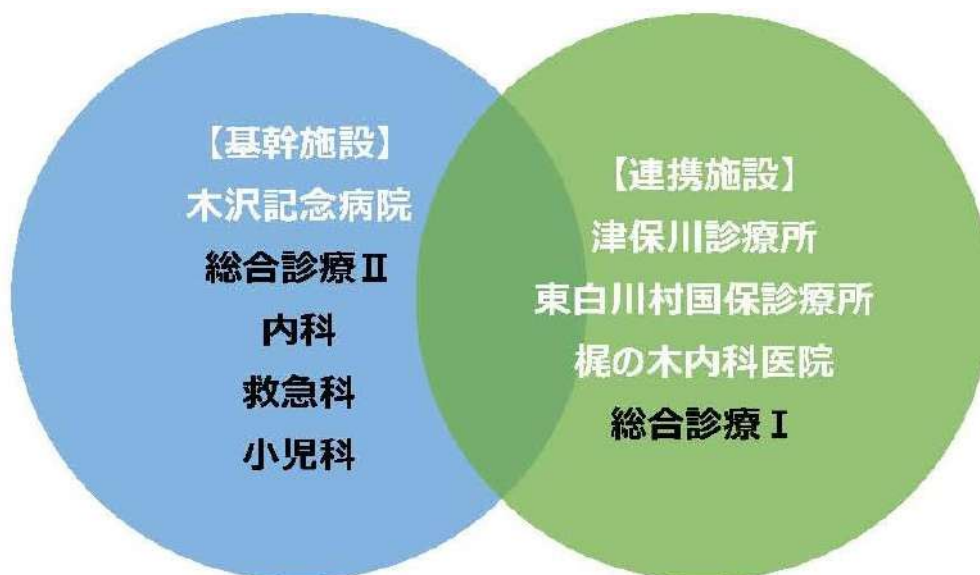 【基幹施設】
木沢記念病院
総合診療Ⅱ
内科
救急科
小児科
【連携施設】
津保川診療所
東白川村国保診療所
梶の木内科医院
総合診療Ⅰ